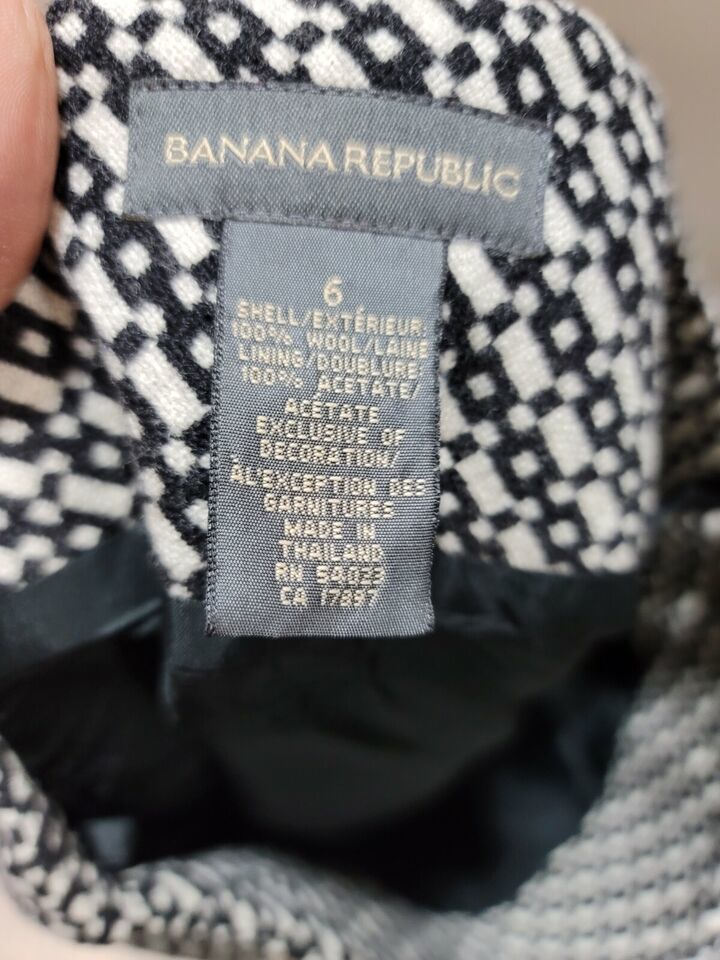 BANANA REPUBLIC
6
SHELL/EXTÉRIEUR:
100% WOOL/LAINE
LINING/DOUBLURE:
100% ACETATE/
ACÉTATE
EXCLUSIVE OF
DECORATION/
À L'EXCEPTION DES
GARNITURES
MADE IN
THAILAND
RN 54023
CA 17897